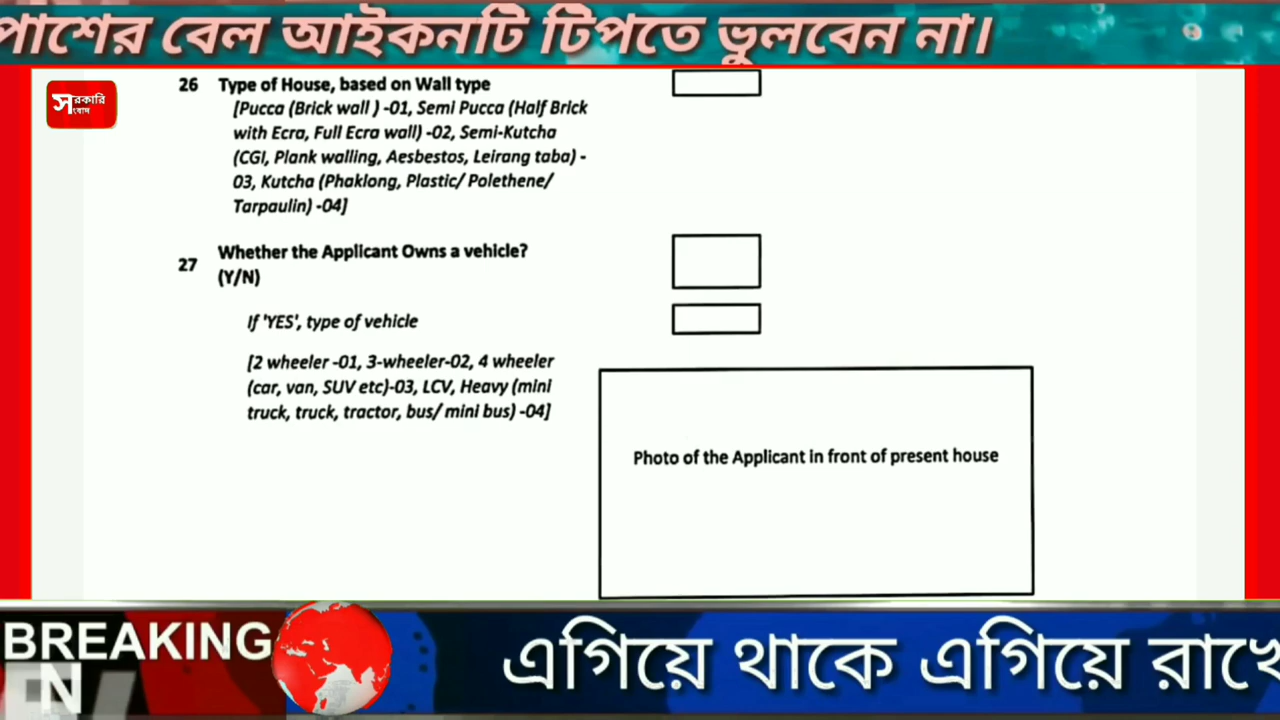 পাশের বেল আইকনটি টিপতে ভুলবেন না।
সরকারি
সংবাদ
26 Type of House, based on Wall type
[Pucca (Brick wall ) -01, Semi Pucca (Half Brick
with Ecra, Full Ecra wall) -02, Semi-Kutcha
(CGI, Plank walling, Aesbestos, Leirang taba) -
03, Kutcha (Phaklong, Plastic/ Polethene/
Tarpaulin) -04]
27 Whether the Applicant Owns a vehicle?
(Y/N)
If 'YES', type of vehicle
[2 wheeler -01, 3-wheeler-02, 4 wheeler
(car, van, SUV etc)-03, LCV, Heavy (mini
truck, truck, tractor, bus/ mini bus) -04]
Photo of the Applicant in front of present house
BREAKING
N
এগিয়ে থাকে এগিয়ে রাখে